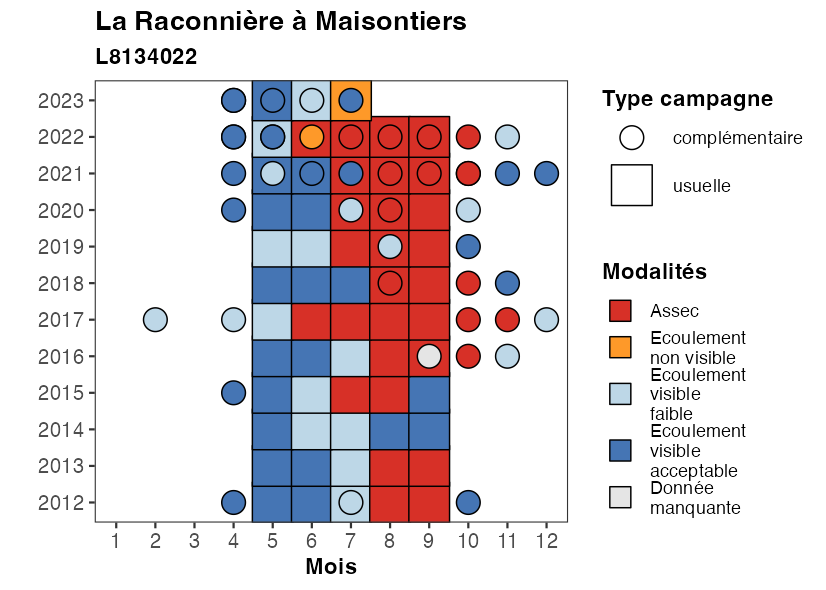 La Raconnière à Maisontiers
L8134022
2023
2022
2021
2020
2019
2018
2017
2016
2015
2014
2013
2012
1 2 3 4 5 6 7 8 9 10 11 12
Mois
Type campagne
complémentaire
usuelle
Modalités
Assec
Ecoulement
non visible
Ecoulement
visible
faible
Ecoulement
visible
acceptable
Donnée
manquante